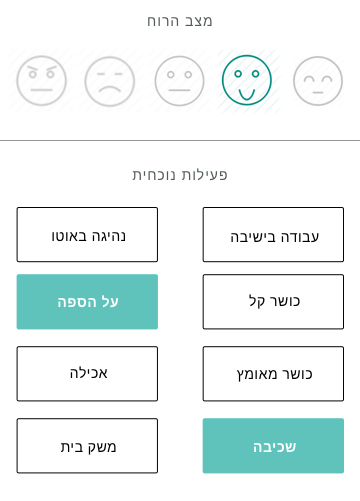 מצב הרוח
פעילות נוכחית
עבודה בישיבה
נהיגה באוטו
כושר קל
על הספה
כושר מאומץ
אכילה
שכיבה
משק בית